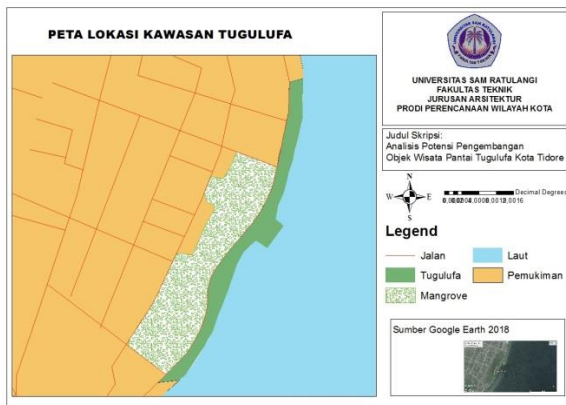 PETA LOKASI KAWASAN TUGULUFA
UNIVERSITAS SAM RATULANGI
FAKULTAS TEKNIK
JURUSAN ARSITEKTUR
PRODI PERENCANAAN WILAYAH KOTA
Judul Skripsi:
Analisis Potensi Pengembangan
Objek Wisata Pantai Tugulufa Kota Tidore
N
W E
S
Decimal Degrees
Legend
Jalan
Laut
Tugulufa
Pemukiman
Mangrove
Sumber Google Earth 2018